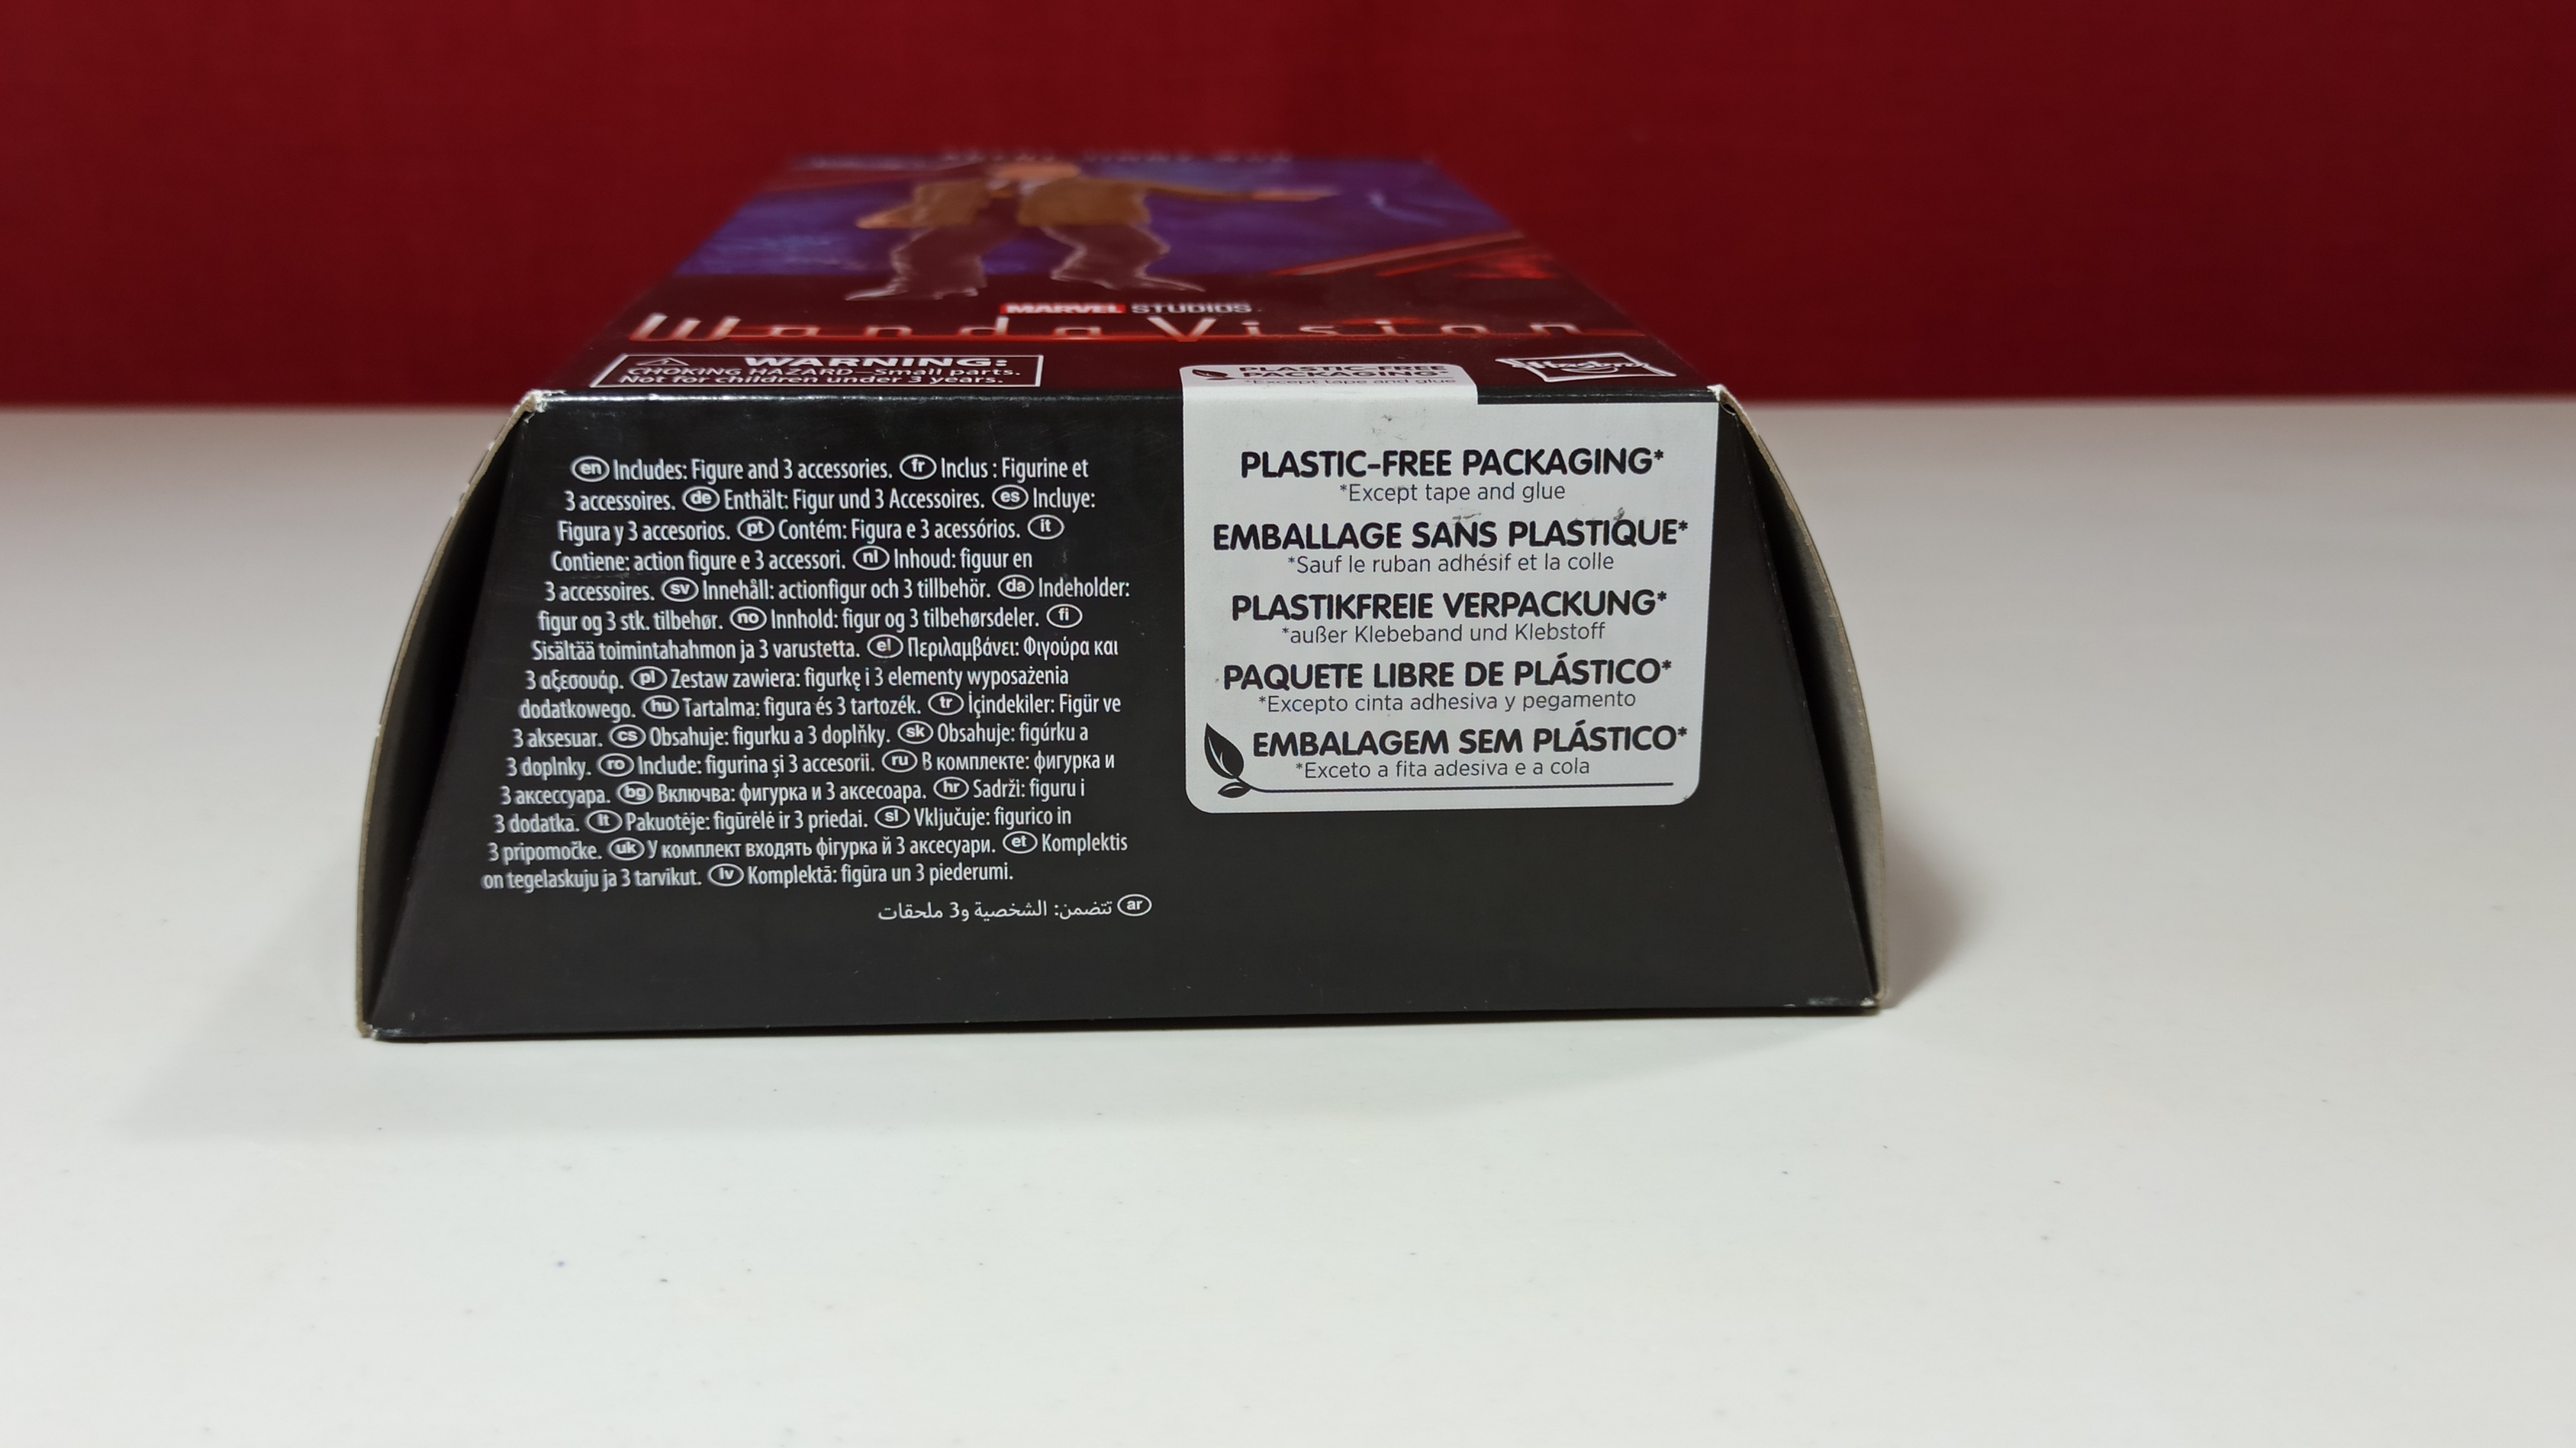 MARVEL STUDIOS
WandaVision
WARNING:
CHOKING HAZARD—Small parts.
Not for children under 3 years.
PLASTIC-FREE
PACKAGING*
*Except tape and glue
Hasbro
en Includes: Figure and 3 accessories. fr Inclus : Figurine et
3 accessoires. de Enthält: Figur und 3 Accessoires. es Incluye:
Figura y 3 accesorios. pt Contém: Figura e 3 acessórios. it
Contiene: action figure e 3 accessori. nl Inhoud: figuur en
3 accessoires. sv Innehåll: actionfigur och 3 tillbehör. da Indeholder:
figur og 3 stk. tilbehør. no Innhold: figur og 3 tilbehørsdeler. fi
Sisältää toimintahahmon ja 3 varustetta. el Περιλαμβάνει: Φιγούρα και
3 αξεσουάρ. pl Zestaw zawiera: figurkę i 3 elementy wyposażenia
dodatkowego. hu Tartalma: figura és 3 tartozék. tr İçindekiler: Figür ve
3 aksesuar. cs Obsahuje: figurku a 3 doplňky. sk Obsahuje: figúrku a
3 doplnky. ro Include: figurina și 3 accesorii. ru В комплекте: фигурка и
3 аксессуара. bg Включва: фигурка и 3 аксесоара. hr Sadrži: figuru i
3 dodatka. lt Pakuotėje: figūrėlė ir 3 priedai. sl Vključuje: figurico in
3 pripomočke. uk У комплект входять фігурка й 3 аксесуари. et Komplektis
on tegelaskuju ja 3 tarvikut. lv Komplektā: figūra un 3 piederumi.
ar تتضمن: الشخصية و3 ملحقات
PLASTIC-FREE PACKAGING*
*Except tape and glue
EMBALLAGE SANS PLASTIQUE*
*Sauf le ruban adhésif et la colle
PLASTIKFREIE VERPACKUNG*
*außer Klebeband und Klebstoff
PAQUETE LIBRE DE PLÁSTICO*
*Excepto cinta adhesiva y pegamento
EMBALAGEM SEM PLÁSTICO*
*Exceto a fita adesiva e a cola